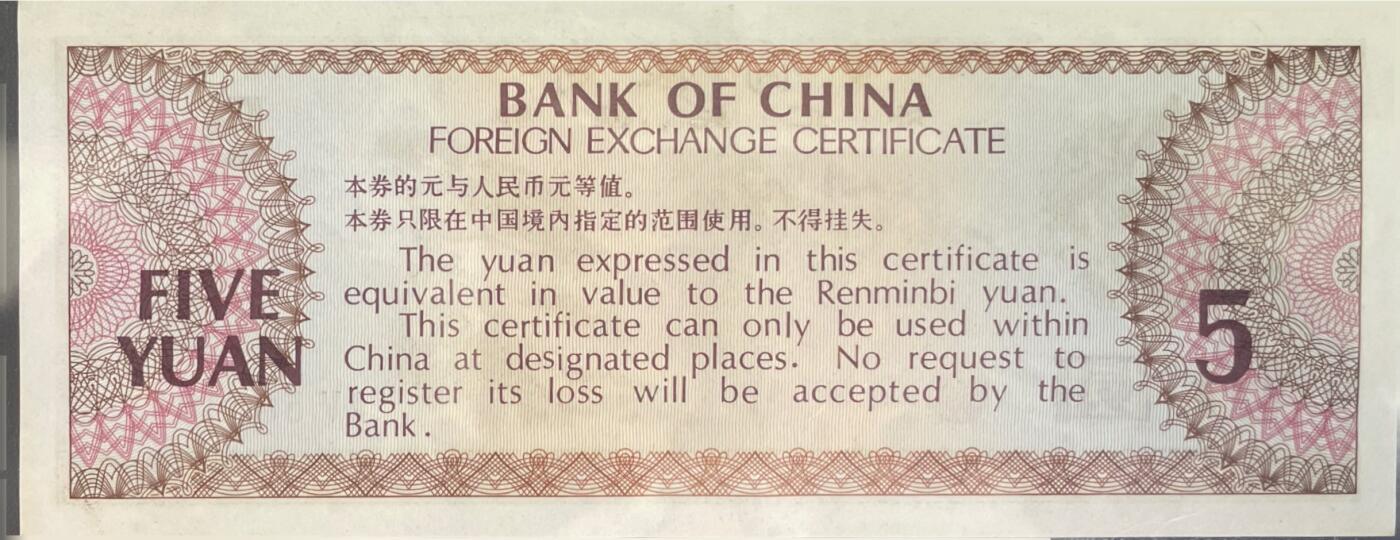 BANK OF CHINA
FOREIGN EXCHANGE CERTIFICATE
本券的元与人民币元等值。
本券只限在中国境内指定的范围使用。不得挂失。
The yuan expressed in this certificate is
equivalent in value to the Renminbi yuan.
This certificate can only be used within
China at designated places. No request to
register its loss will be accepted by the
Bank.
FIVE
YUAN
5